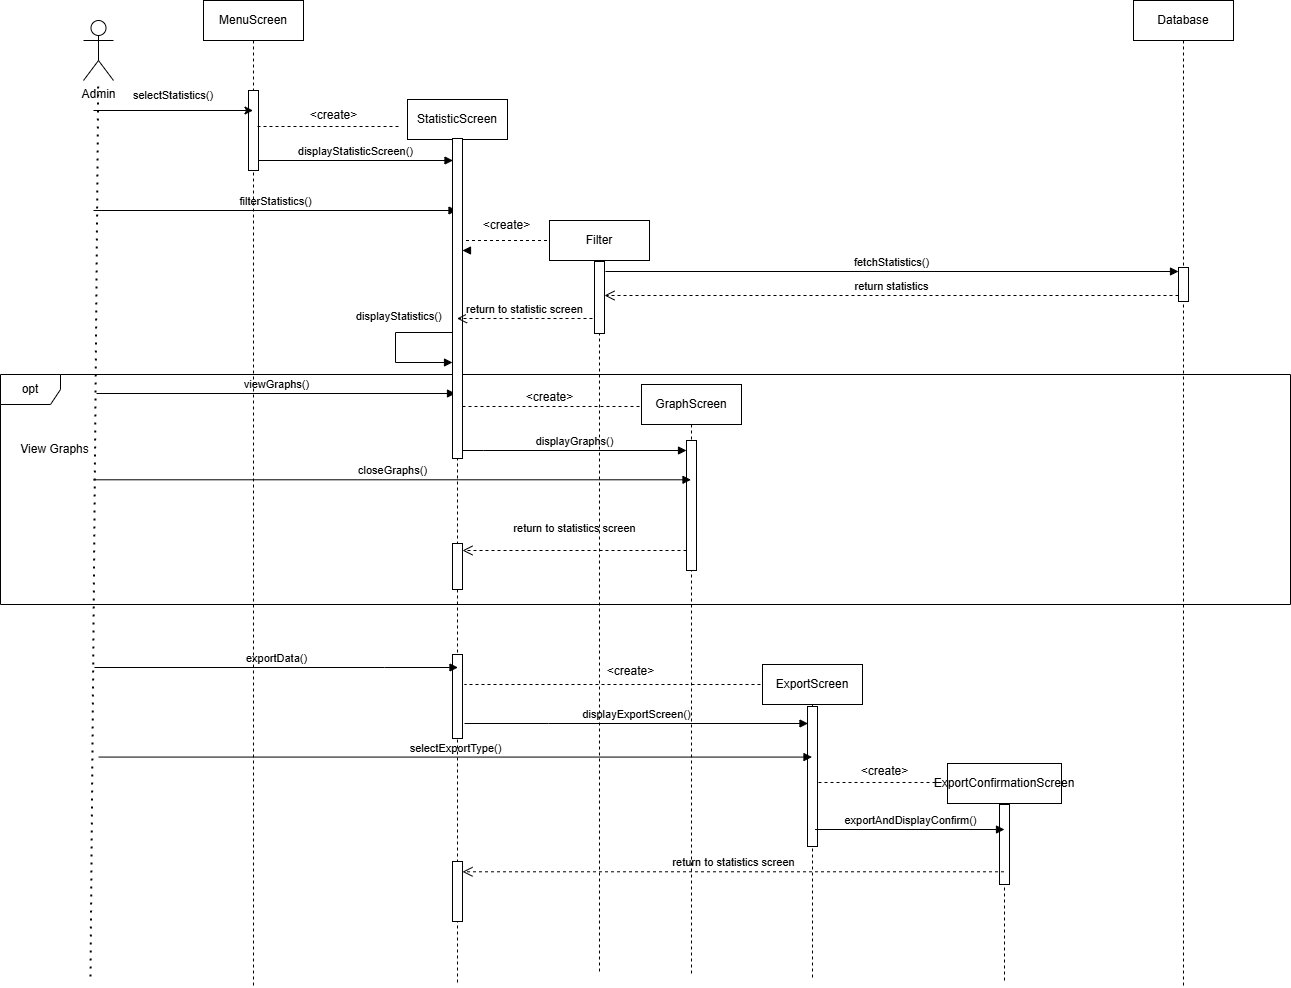 MenuScreen
Database
Admin
selectStatistics()
<create>
StatisticScreen
displayStatisticScreen()
filterStatistics()
<create>
Filter
fetchStatistics()
return statistics
return to statistic screen
displayStatistics()
opt
viewGraphs()
<create>
GraphScreen
View Graphs
displayGraphs()
closeGraphs()
return to statistics screen
exportData()
<create>
ExportScreen
displayExportScreen()
selectExportType()
<create>
ExportConfirmationScreen
exportAndDisplayConfirm()
return to statistics screen